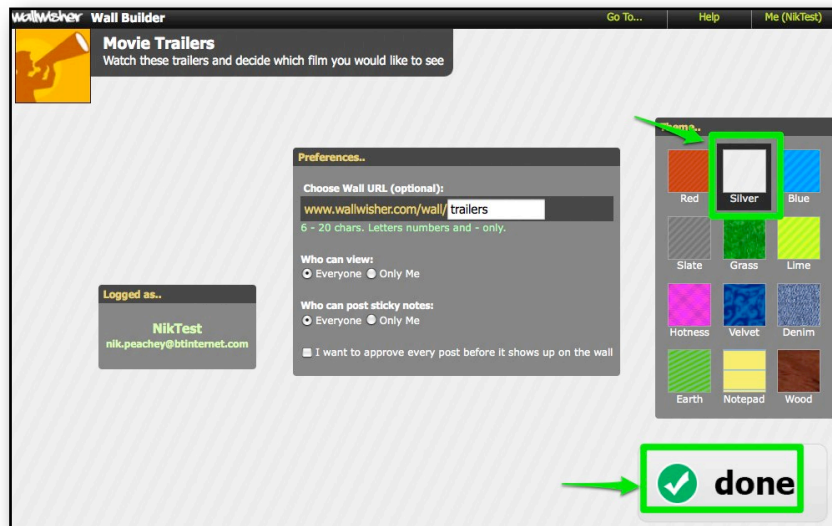 wallwisher Wall Builder
Go To... Help Me (NikTest)
Movie Trailers
Watch these trailers and decide which film you would like to see
Preferences..
Choose Wall URL (optional):
www.wallwisher.com/wall/ trailers
6 - 20 chars. Letters numbers and - only.
Who can view:
Everyone Only Me
Who can post sticky notes:
Everyone Only Me
I want to approve every post before it shows up on the wall
Logged as..
NikTest
nik.peachey@btinternet.com
Theme..
Red Silver Blue
Slate Grass Lime
Hotness Velvet Denim
Earth Notepad Wood
done